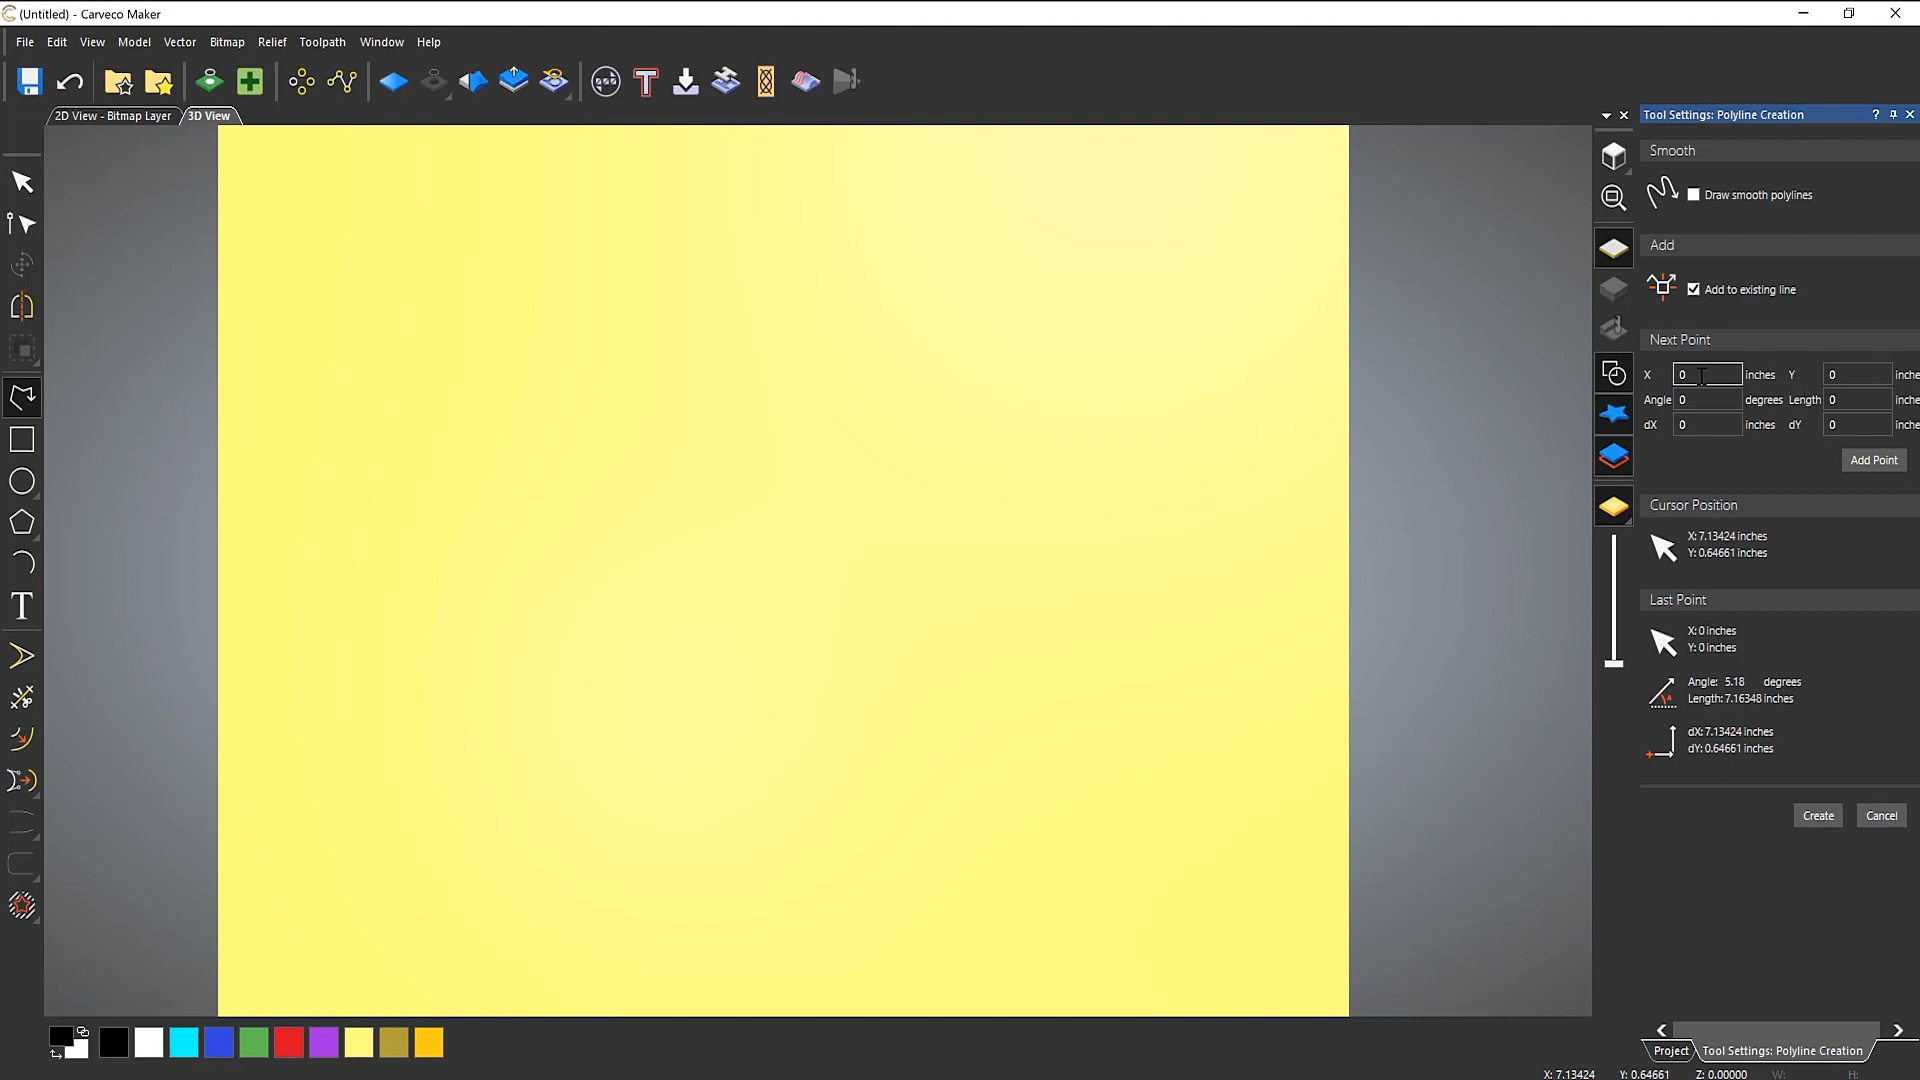 (Untitled) - Carveco Maker
File Edit View Model Vector Bitmap Relief Toolpath Window Help
2D View - Bitmap Layer 3D View
Tool Settings: Polyline Creation
Smooth
Draw smooth polylines
Add
Add to existing line
Next Point
X 0 inches Y 0 inche
Angle 0 degrees Length 0 inche
dX 0 inches dY 0 inche
Add Point
Cursor Position
X: 7.13424 inches
Y: 0.64661 inches
Last Point
X: 0 inches
Y: 0 inches
Angle: 5.18 degrees
Length: 7.16348 inches
dX: 7.13424 inches
dY: 0.64661 inches
Create Cancel
T
Project Tool Settings: Polyline Creation
X: 7.13424 Y: 0.64661 Z: 0.00000 W: H: